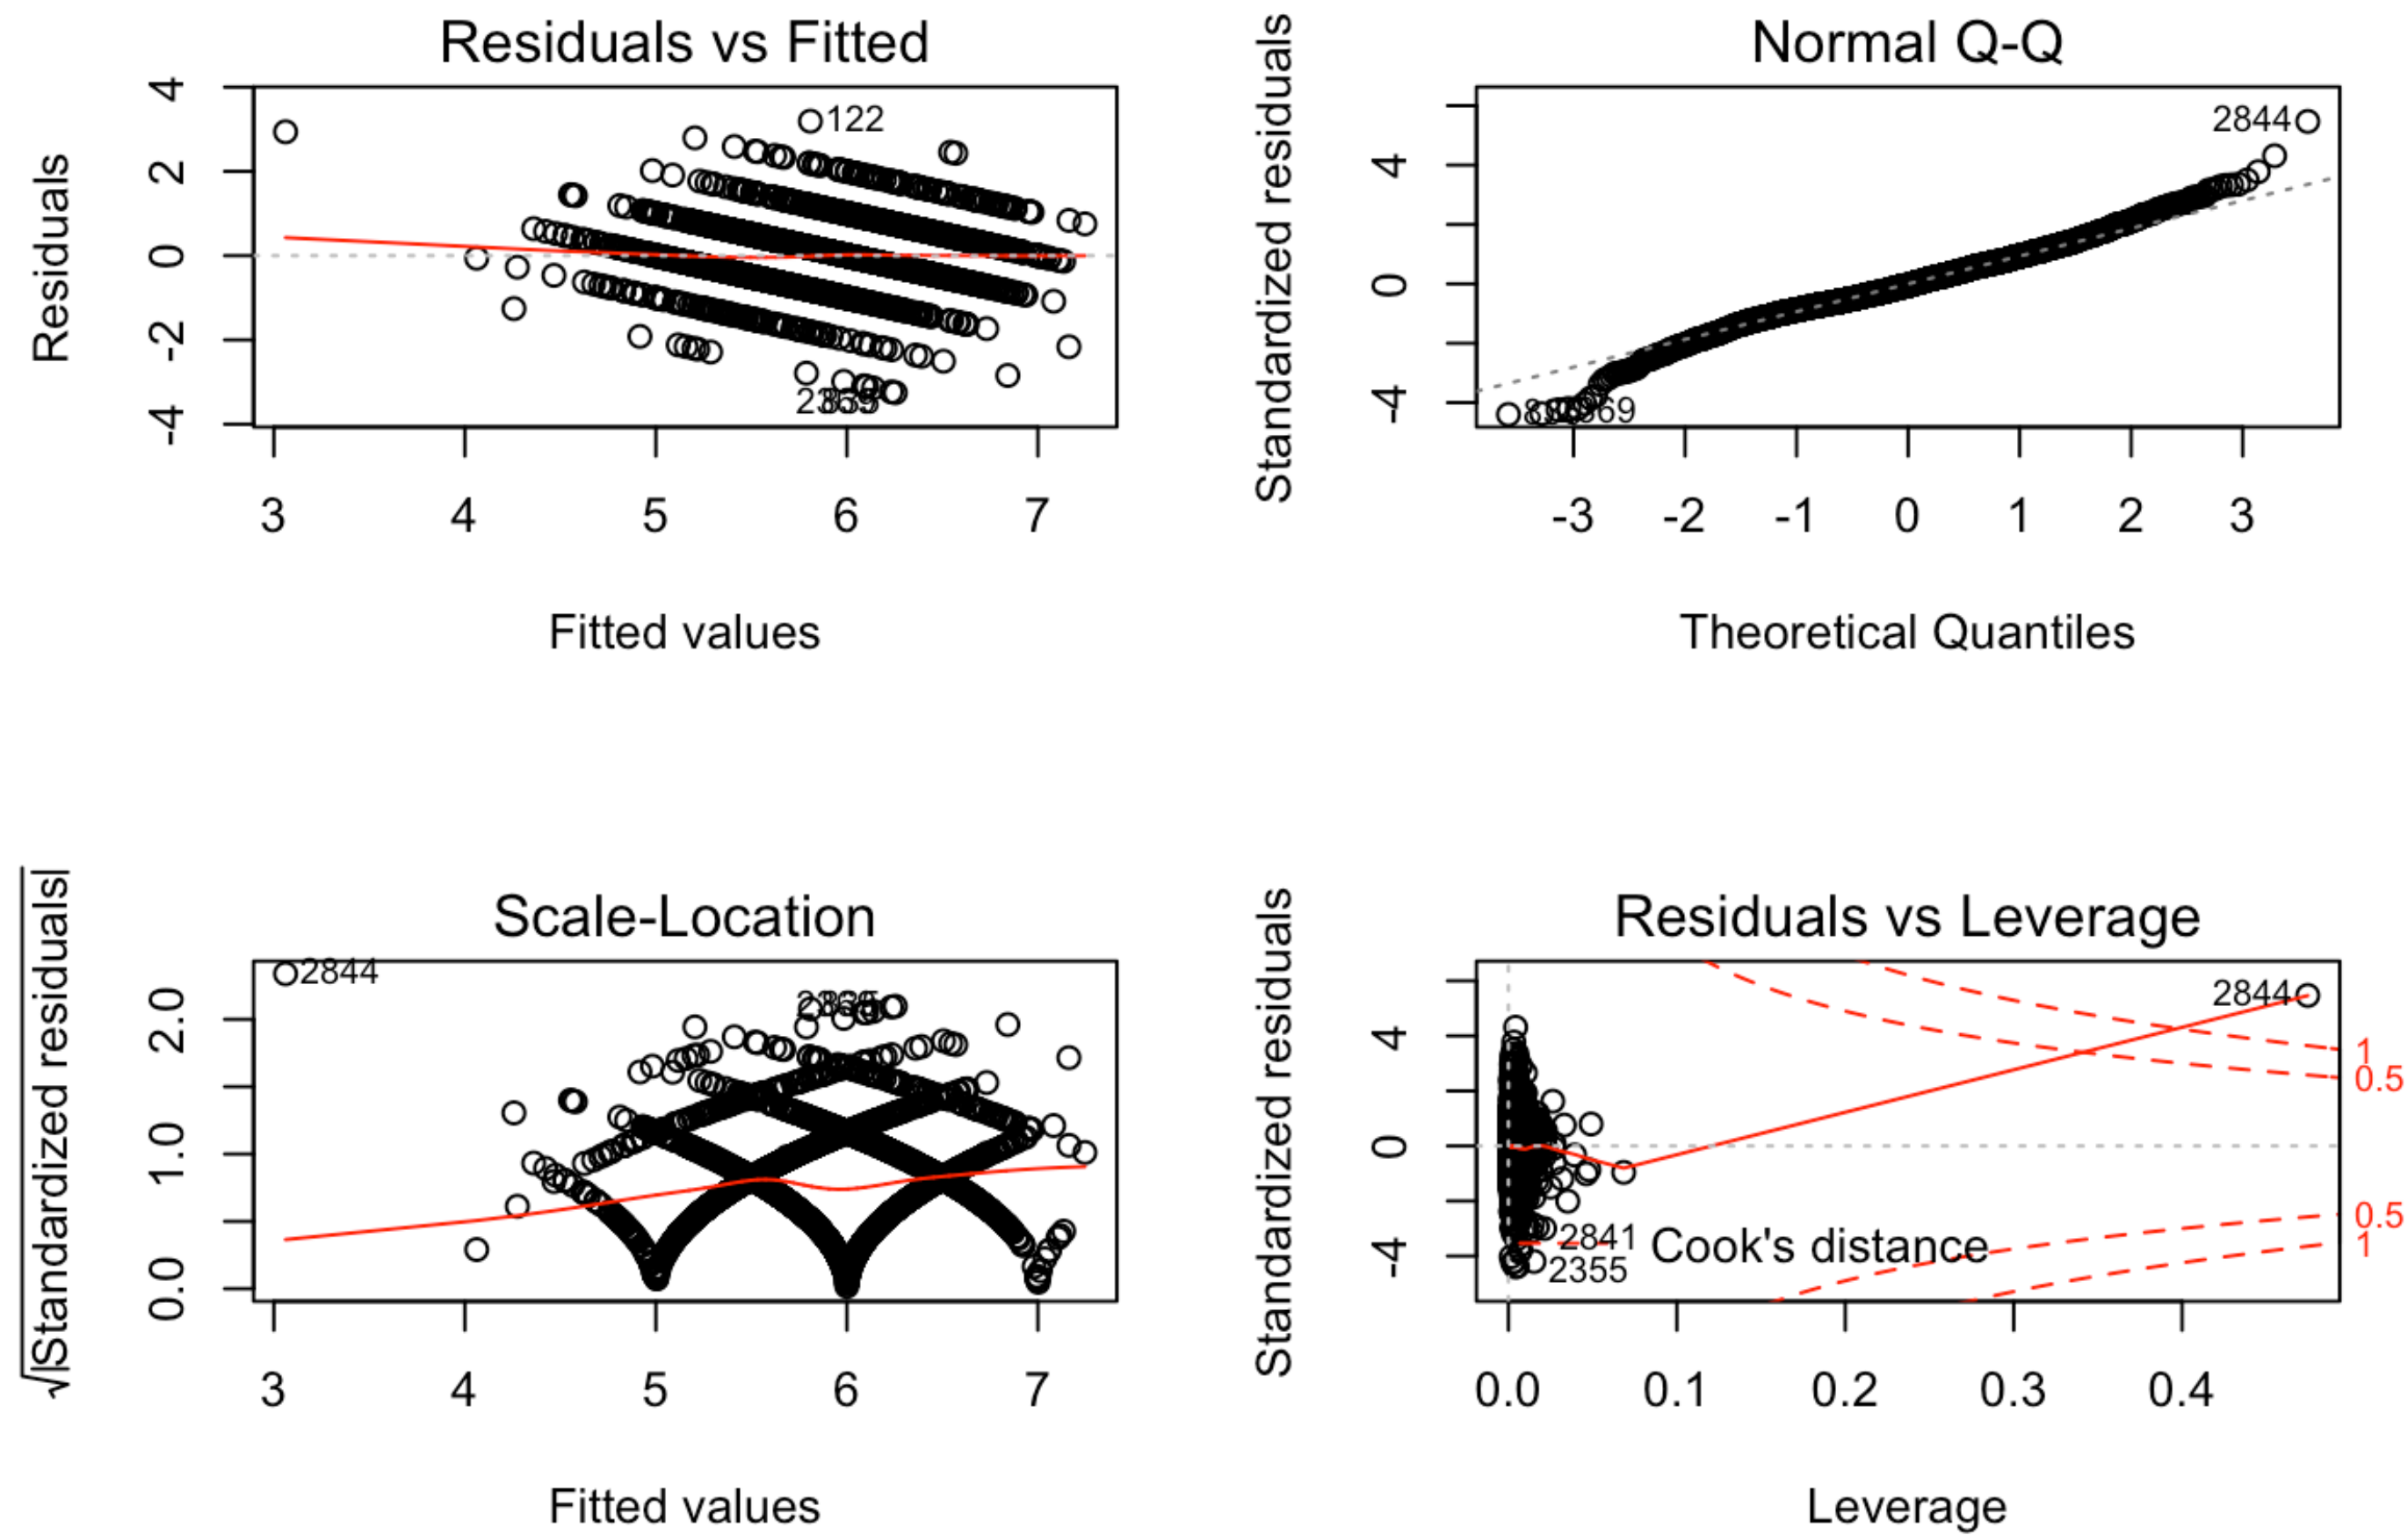 Residuals vs Fitted
Residuals
4
2
0
-2
-4
122
3 4 5 6 7
Fitted values
Normal Q-Q
Standardized residuals
4
0
-4
2844
-3 -2 -1 0 1 2 3
Theoretical Quantiles
Scale-Location
√|Standardized residuals|
2.0
1.0
0.0
2844
3 4 5 6 7
Fitted values
Residuals vs Leverage
Standardized residuals
4
0
-4
2844
1
0.5
0.5
1
2841
Cook's distance
2355
0.0 0.1 0.2 0.3 0.4
Leverage